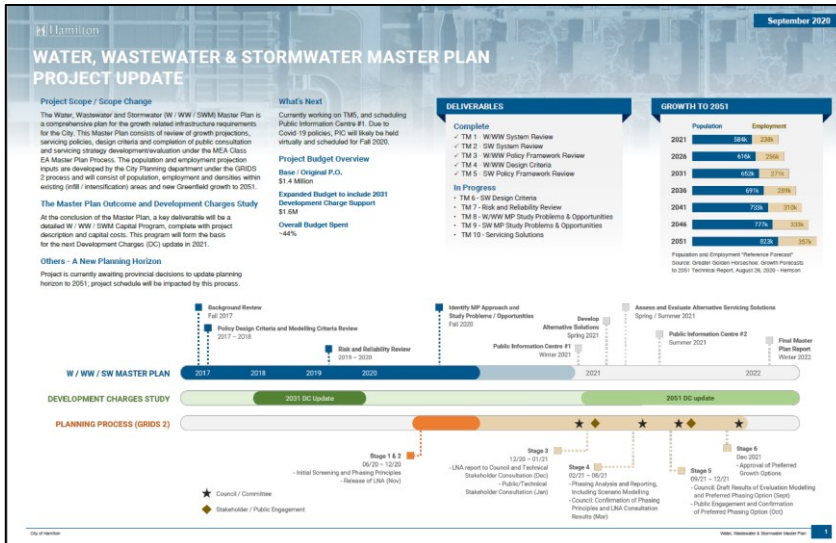 September 2020
Hamilton
WATER, WASTEWATER & STORMWATER MASTER PLAN
PROJECT UPDATE
Project Scope / Scope Change
The Water, Wastewater and Stormwater (W / WW / SWM) Master Plan is
a comprehensive plan for the growth related infrastructure requirements
for the City. This Master Plan consists of review of growth projections,
servicing policies, design criteria and completion of public consultation
and servicing strategy development/evaluation under the MEA Class
EA Master Plan Process. The population and employment projection
inputs are developed by the City Planning department under the GRIDS
2 process and will consist of population, employment and densities within
existing (infill / intensification) areas and new Greenfield growth to 2051.
The Master Plan Outcome and Development Charges Study
At the conclusion of the Master Plan, a key deliverable will be a
detailed W / WW / SWM Capital Program, complete with project
description and capital costs. This program will form the basis
for the next Development Charges (DC) update in 2021.
Others - A New Planning Horizon
Project is currently awaiting provincial decisions to update planning
horizon to 2051; project schedule will be impacted by this process.
What's Next
Currently working on TM5, and scheduling
Public Information Centre #1. Due to
Covid-19 policies, PIC will likely be held
virtually and scheduled for Fall 2020.
Project Budget Overview
Base / Original P.O.
$1.4 Million
Expanded Budget to include 2031
Development Charge Support
$1.6M
Overall Budget Spent
~44%
DELIVERABLES
Complete
✓ TM 1 - W/WW System Review
✓ TM 2 - SW System Review
✓ TM 3 - W/WW Policy Framework Review
✓ TM 4 - W/WW Design Criteria
✓ TM 5 - SW Policy Framework Review
In Progress
• TM 6 - SW Design Criteria
• TM 7 - Risk and Reliability Review
• TM 8 - W/WW MP Study Problems & Opportunities
• TM 9 - SW MP Study Problems & Opportunities
• TM 10 - Servicing Solutions
GROWTH TO 2051
Population Employment
2021 584k 238k
2026 616k 256k
2031 652k 271k
2036 691k 289k
2041 733k 310k
2046 777k 333k
2051 823k 357k
Population and Employment "Reference Forecast"
Source: Greater Golden Horseshoe: Growth Forecasts
to 2051 Technical Report, August 26, 2020 - Hemson
Background Review
Fall 2017
Policy Design Criteria and Modelling Criteria Review
2017 – 2018
Risk and Reliability Review
2019 – 2020
Identify MP Approach and
Study Problems / Opportunities
Fall 2020
Public Information Centre #1
Winter 2021
Develop
Alternative Solutions
Spring 2021
Assess and Evaluate Alternative Servicing Solutions
Spring / Summer 2021
Public Information Centre #2
Summer 2021
Final Master
Plan Report
Winter 2022
W / WW / SW MASTER PLAN
2017 2018 2019 2020 2021 2022
DEVELOPMENT CHARGES STUDY
2031 DC Update
2051 DC update
PLANNING PROCESS (GRIDS 2)
Stage 1 & 2
06/20 – 12/20
- Initial Screening and Phasing Principles
- Release of LNA (Nov)
Stage 3
12/20 – 01/21
- LNA report to Council and Technical
Stakeholder Consultation (Dec)
- Public/Technical
Stakeholder Consultation (Jan)
Stage 4
02/21 – 08/21
- Phasing Analysis and Reporting,
Including Scenario Modelling
- Council: Confirmation of Phasing
Principles and LNA Consultation
Results (Mar)
Stage 5
09/21 – 12/21
- Council: Draft Results of Evaluation Modelling
and Preferred Phasing Option (Sept)
- Public Engagement and Confirmation
of Preferred Phasing Option (Oct)
Stage 6
Dec 2021
- Approval of Preferred
Growth Options
Council / Committee
Stakeholder / Public Engagement
City of Hamilton
Water, Wastewater & Stormwater Master Plan 1